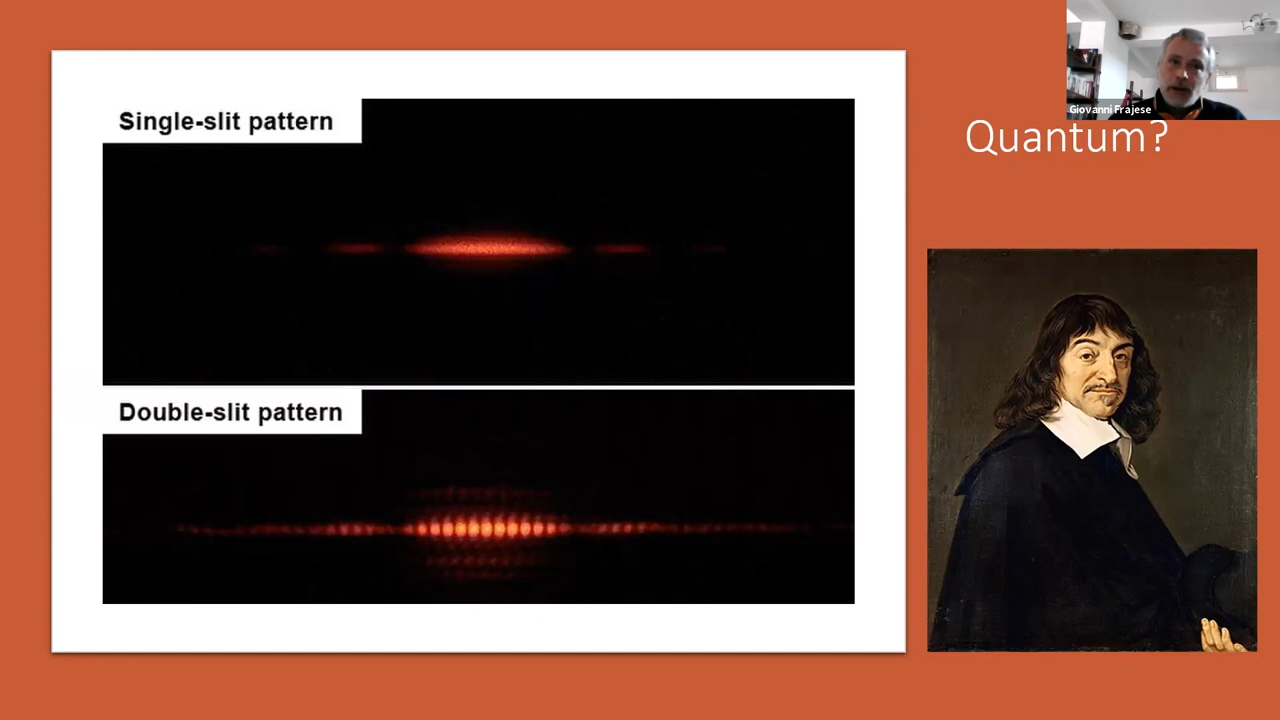 Single-slit pattern
Double-slit pattern
Giovanni Frajese
Quantum?